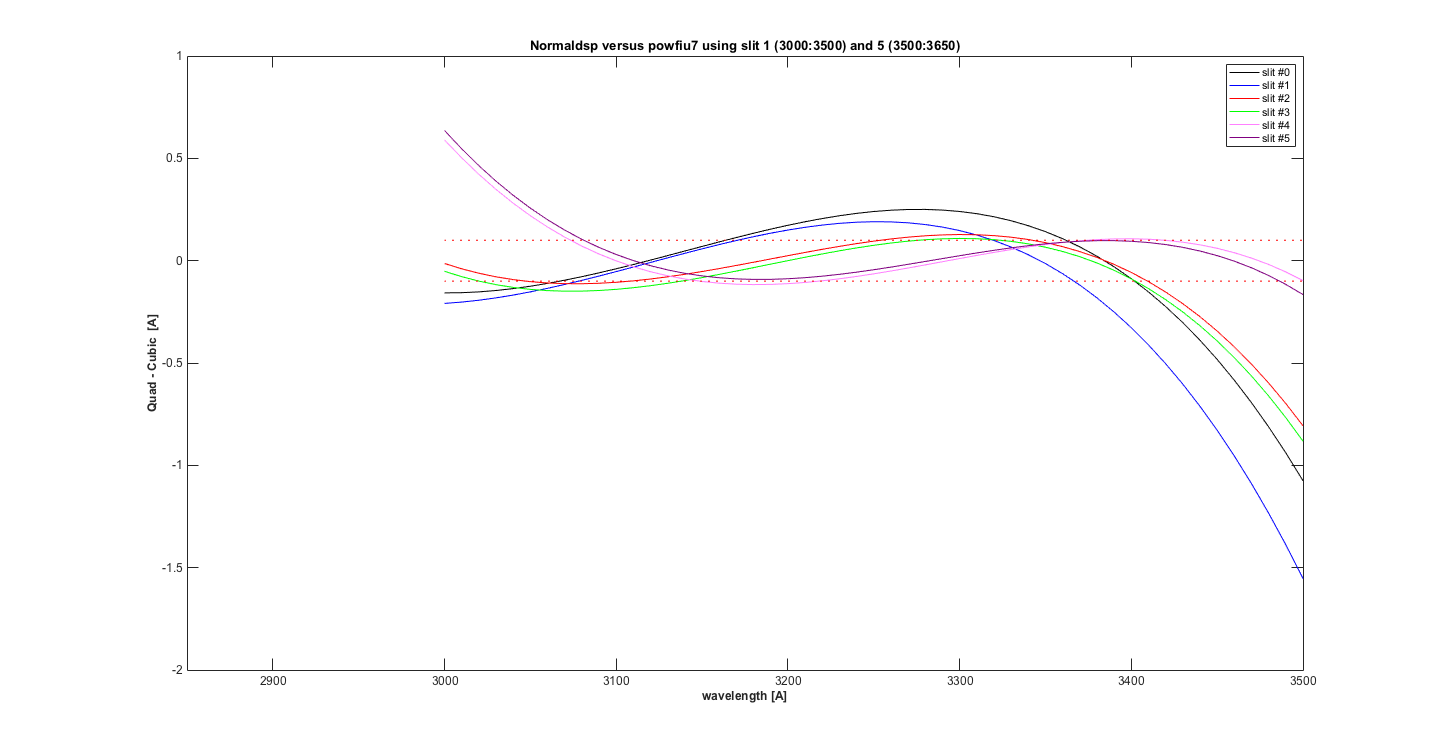 Normaldsp versus powfiu7 using slit 1 (3000:3500) and 5 (3500:3650)
1
0.5
0
-0.5
-1
-1.5
-2
Quad - Cubic [A]
2900 3000 3100 3200 3300 3400 3500
wavelength [A]
slit #0
slit #1
slit #2
slit #3
slit #4
slit #5